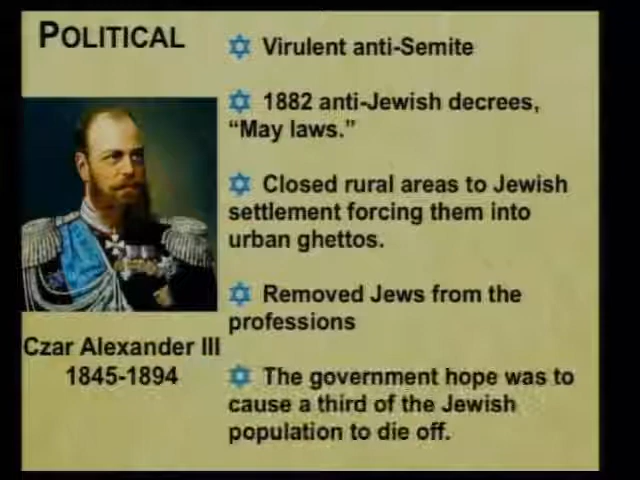 POLITICAL
Virulent anti-Semite
1882 anti-Jewish decrees,
“May laws.”
Closed rural areas to Jewish
settlement forcing them into
urban ghettos.
Removed Jews from the
professions
The government hope was to
cause a third of the Jewish
population to die off.
Czar Alexander III
1845-1894